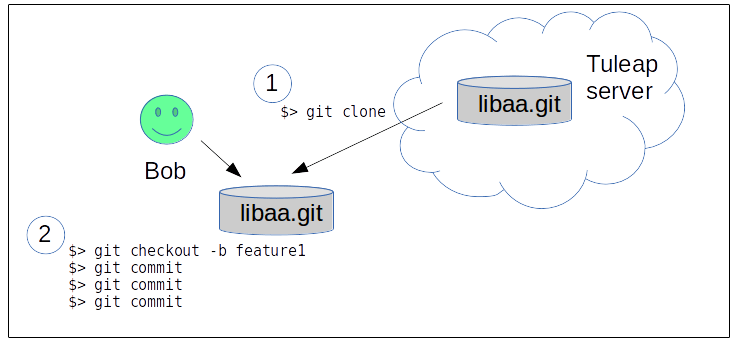 1
$> git clone
Tuleap
server
libaa.git
Bob
libaa.git
2
$> git checkout -b feature1
$> git commit
$> git commit
$> git commit